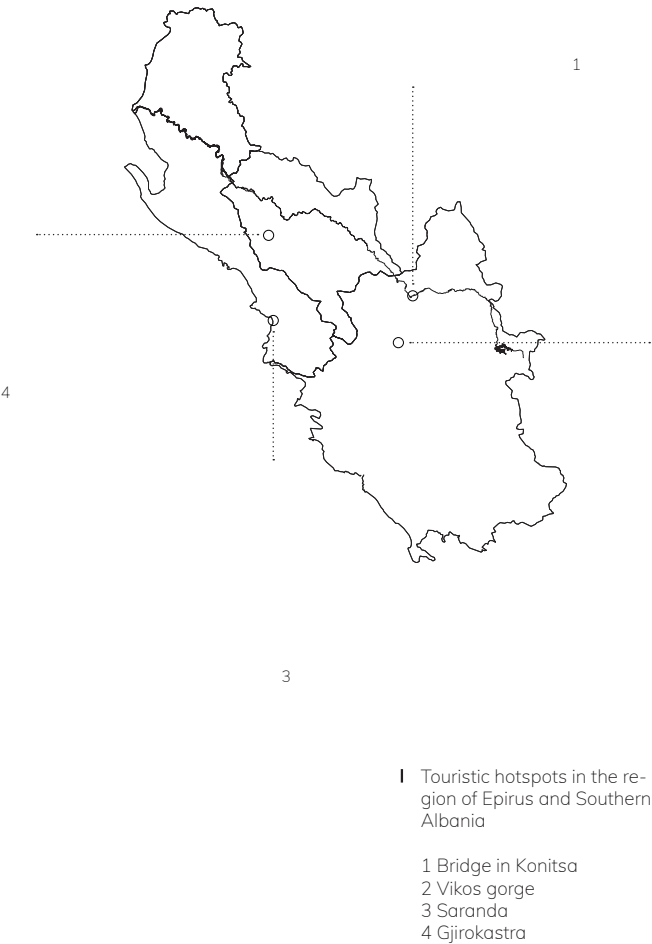 1
4
3
I Touristic hotspots in the re-
gion of Epirus and Southern
Albania
1 Bridge in Konitsa
2 Vikos gorge
3 Saranda
4 Gjirokastra